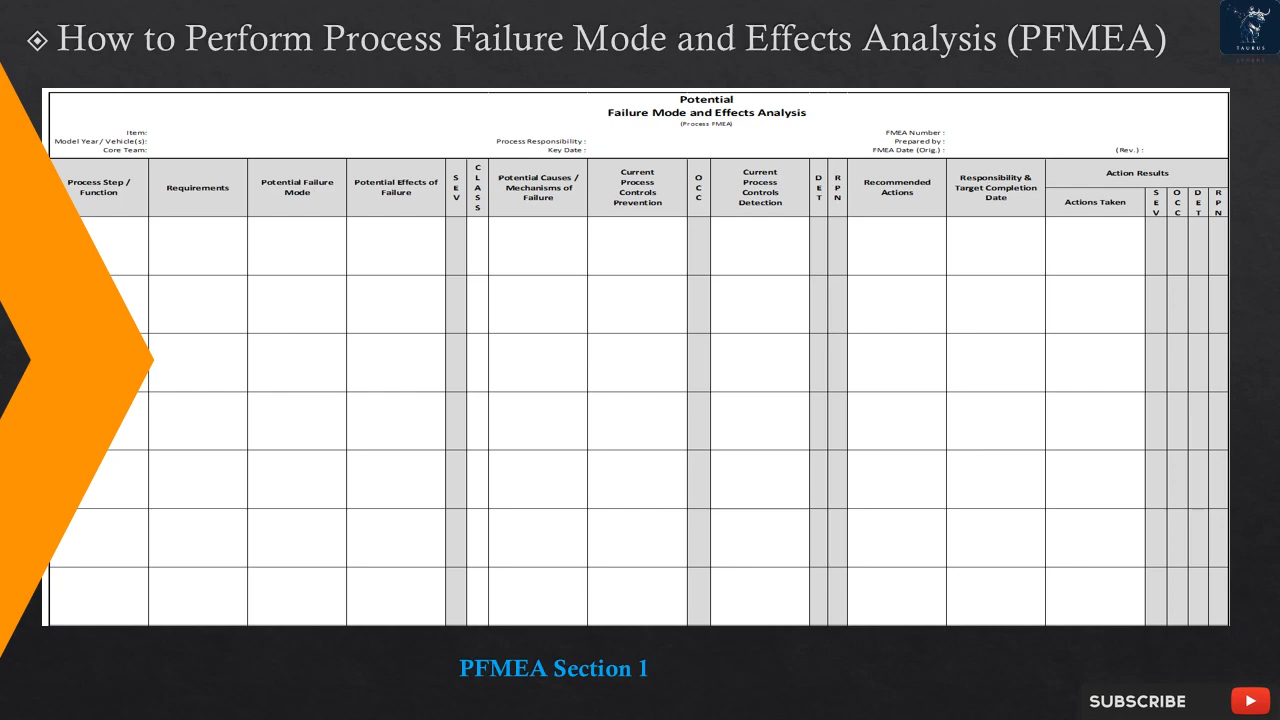 How to Perform Process Failure Mode and Effects Analysis (PFMEA)
TAURUS
Potential
Failure Mode and Effects Analysis
(Process FMEA)
Item:
Model Year/ Vehicle(s):
Core Team:
Process Responsibility :
Key Date :
FMEA Number :
Prepared by :
FMEA Date (Orig.) :
(Rev.) :
Process Step /
Function
Requirements
Potential Failure
Mode
Potential Effects of
Failure
SEV
CLASS
Potential Causes /
Mechanisms of
Failure
Current
Process
Controls
Prevention
OCC
Current
Process
Controls
Detection
DET
RPN
Recommended
Actions
Responsibility &
Target Completion
Date
Action Results
Actions Taken
SEV
OCC
DET
RPN
PFMEA Section 1
SUBSCRIBE